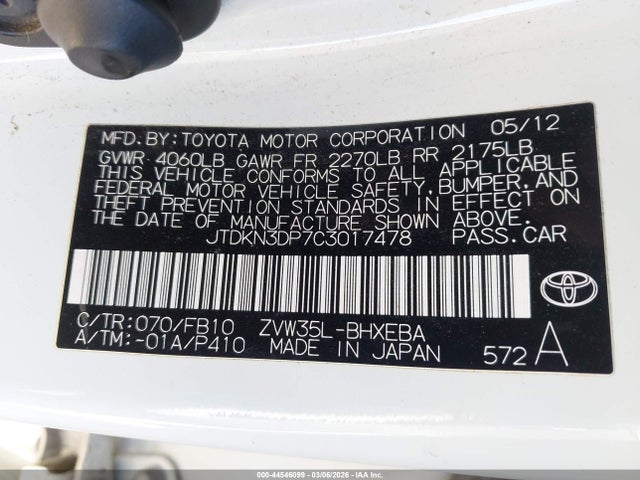 MFD.BY:TOYOTA MOTOR CORPORATION 05/12
GVWR 4060LB GAWR FR 2270LB RR 2175LB
THIS VEHICLE CONFORMS TO ALL APPLICABLE
FEDERAL MOTOR VEHICLE SAFETY, BUMPER, AND
THEFT PREVENTION STANDARDS IN EFFECT ON
THE DATE OF MANUFACTURE SHOWN ABOVE.
JTDKN3DP7C3017478 PASS.CAR
C/TR:070/FB10 ZVW35L-BHXEBA
A/TM:-01A/P410 MADE IN JAPAN 572 A
TOYOTA
000-44546099 - 03/06/2026 - IAAI.COM